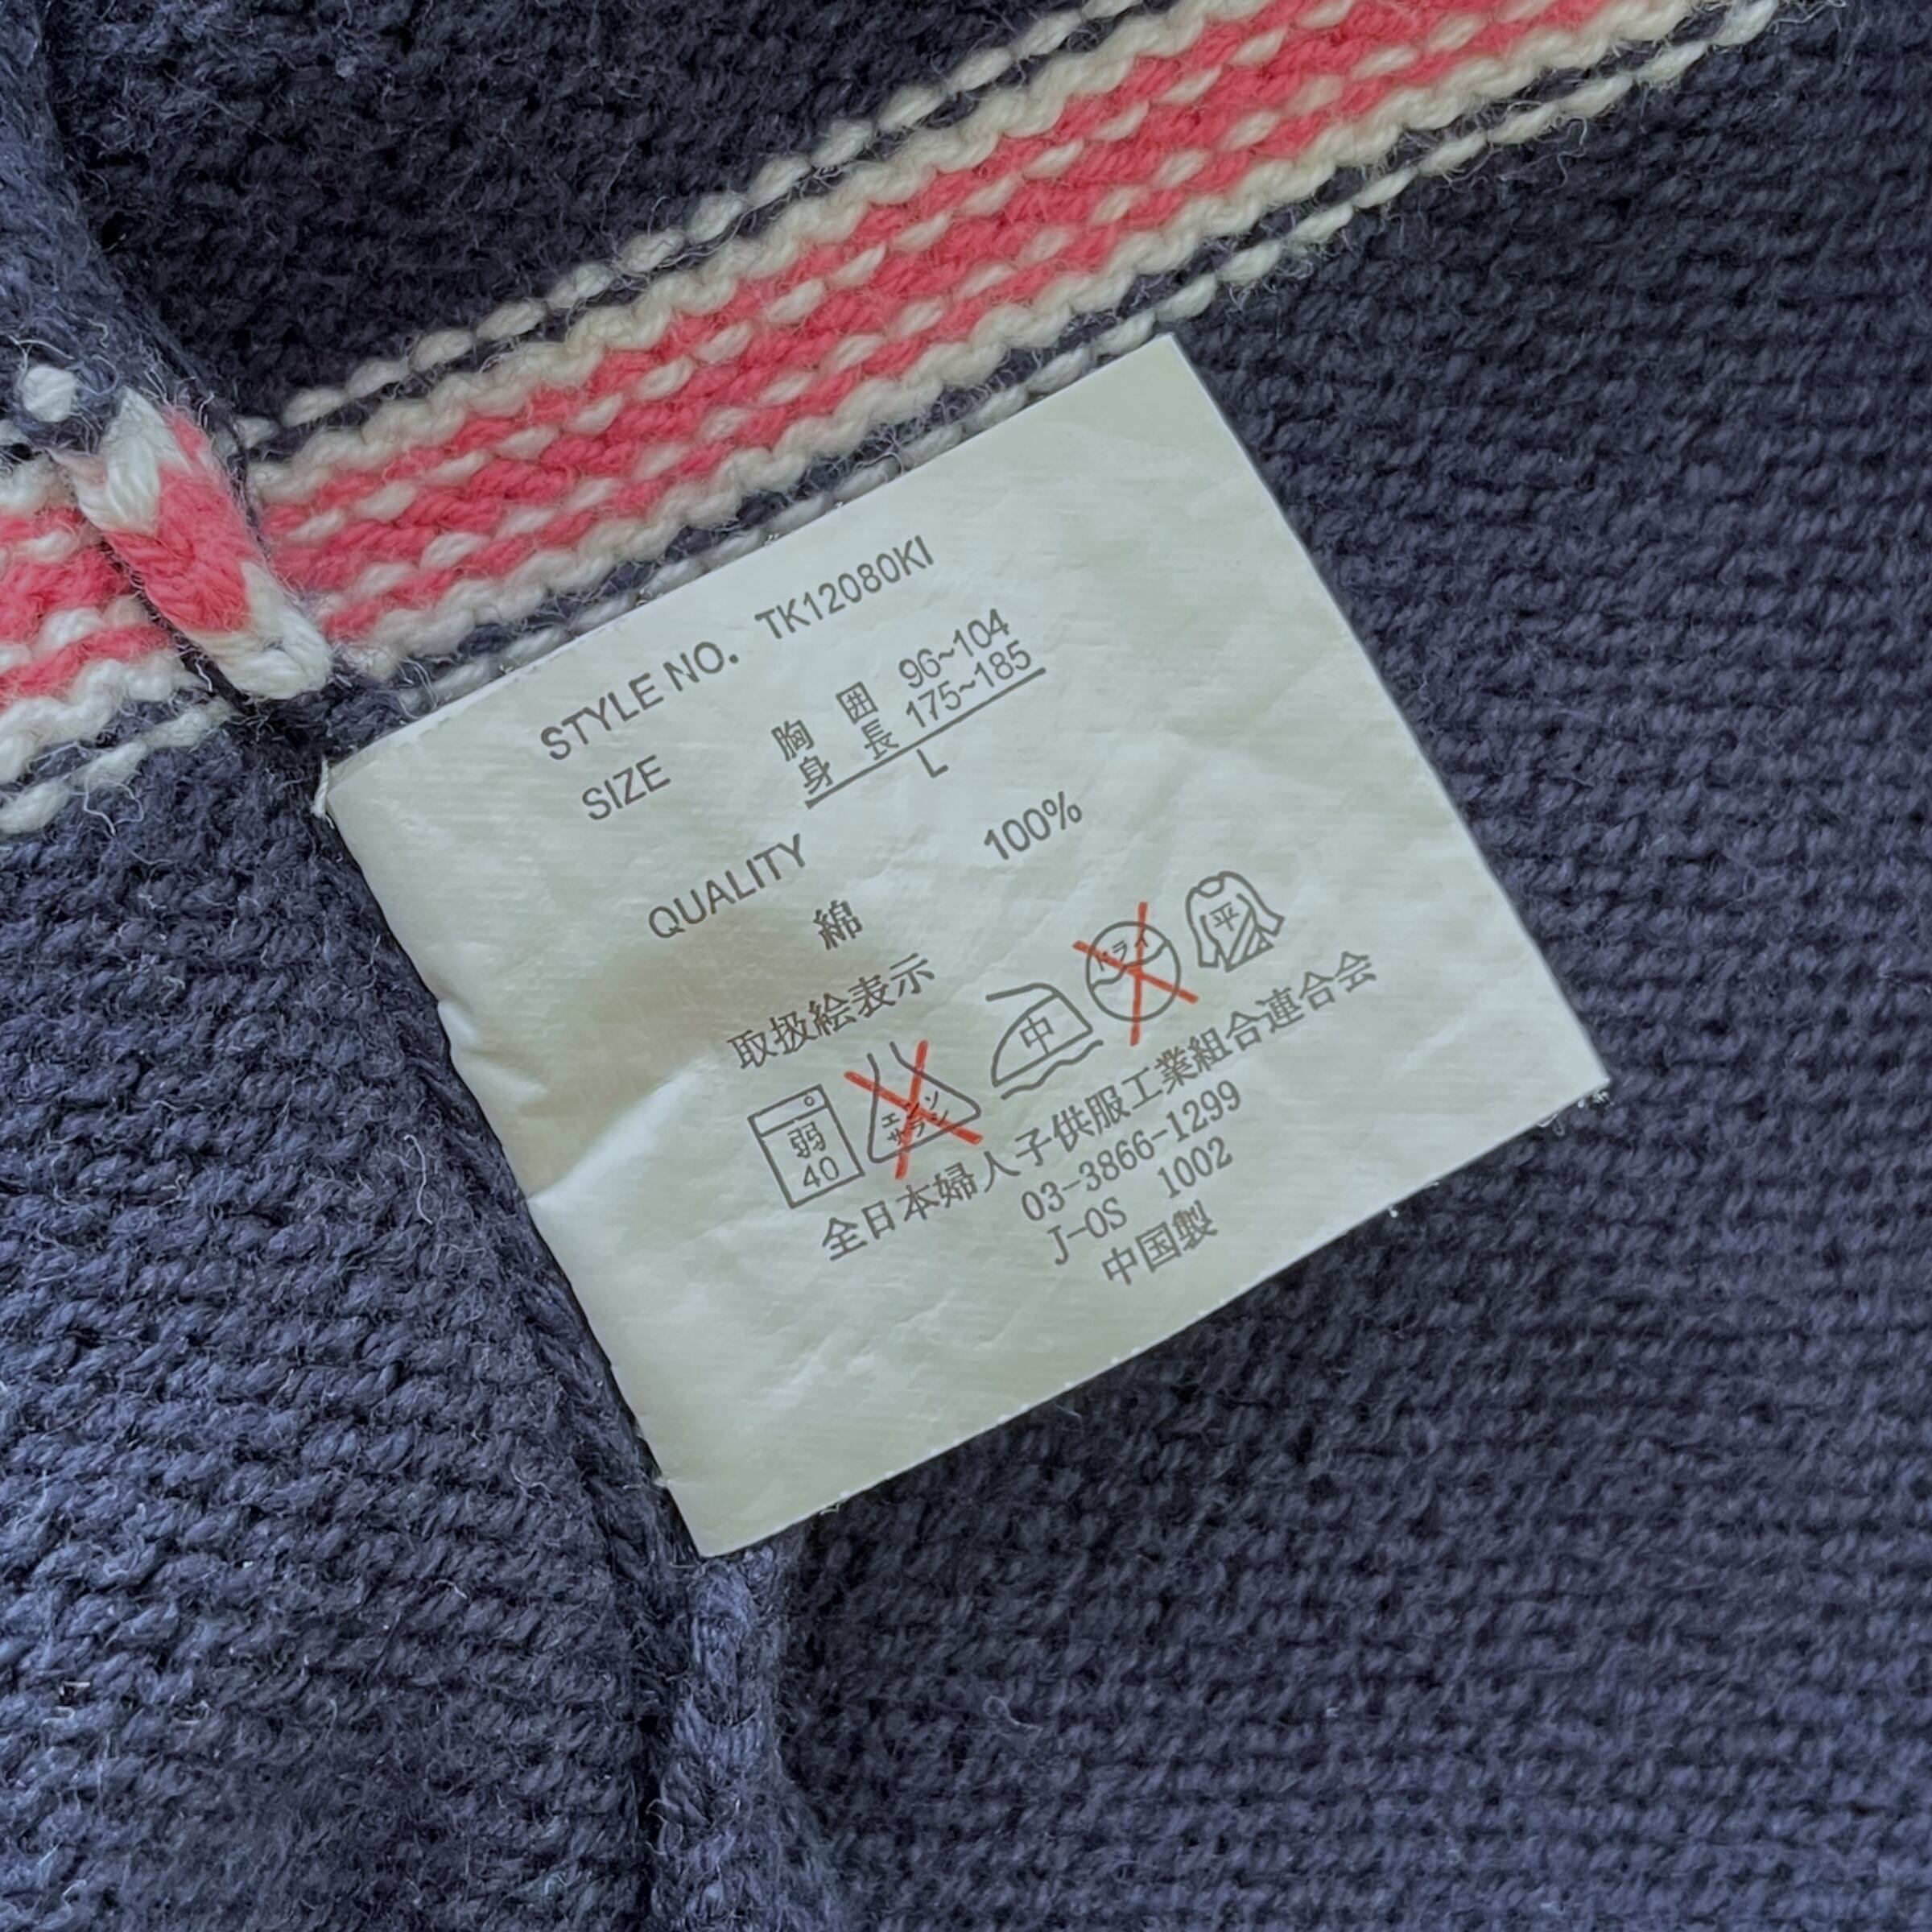 STYLE NO. TK12080KI
SIZE 胸囲 96~104
身長 175~185
L
QUALITY
綿 100%
取扱絵表示
弱 40 エンソ サラシ 中 ドライ 平
全日本婦人子供服工業組合連合会
03-3866-1299
J-OS 1002
中国製